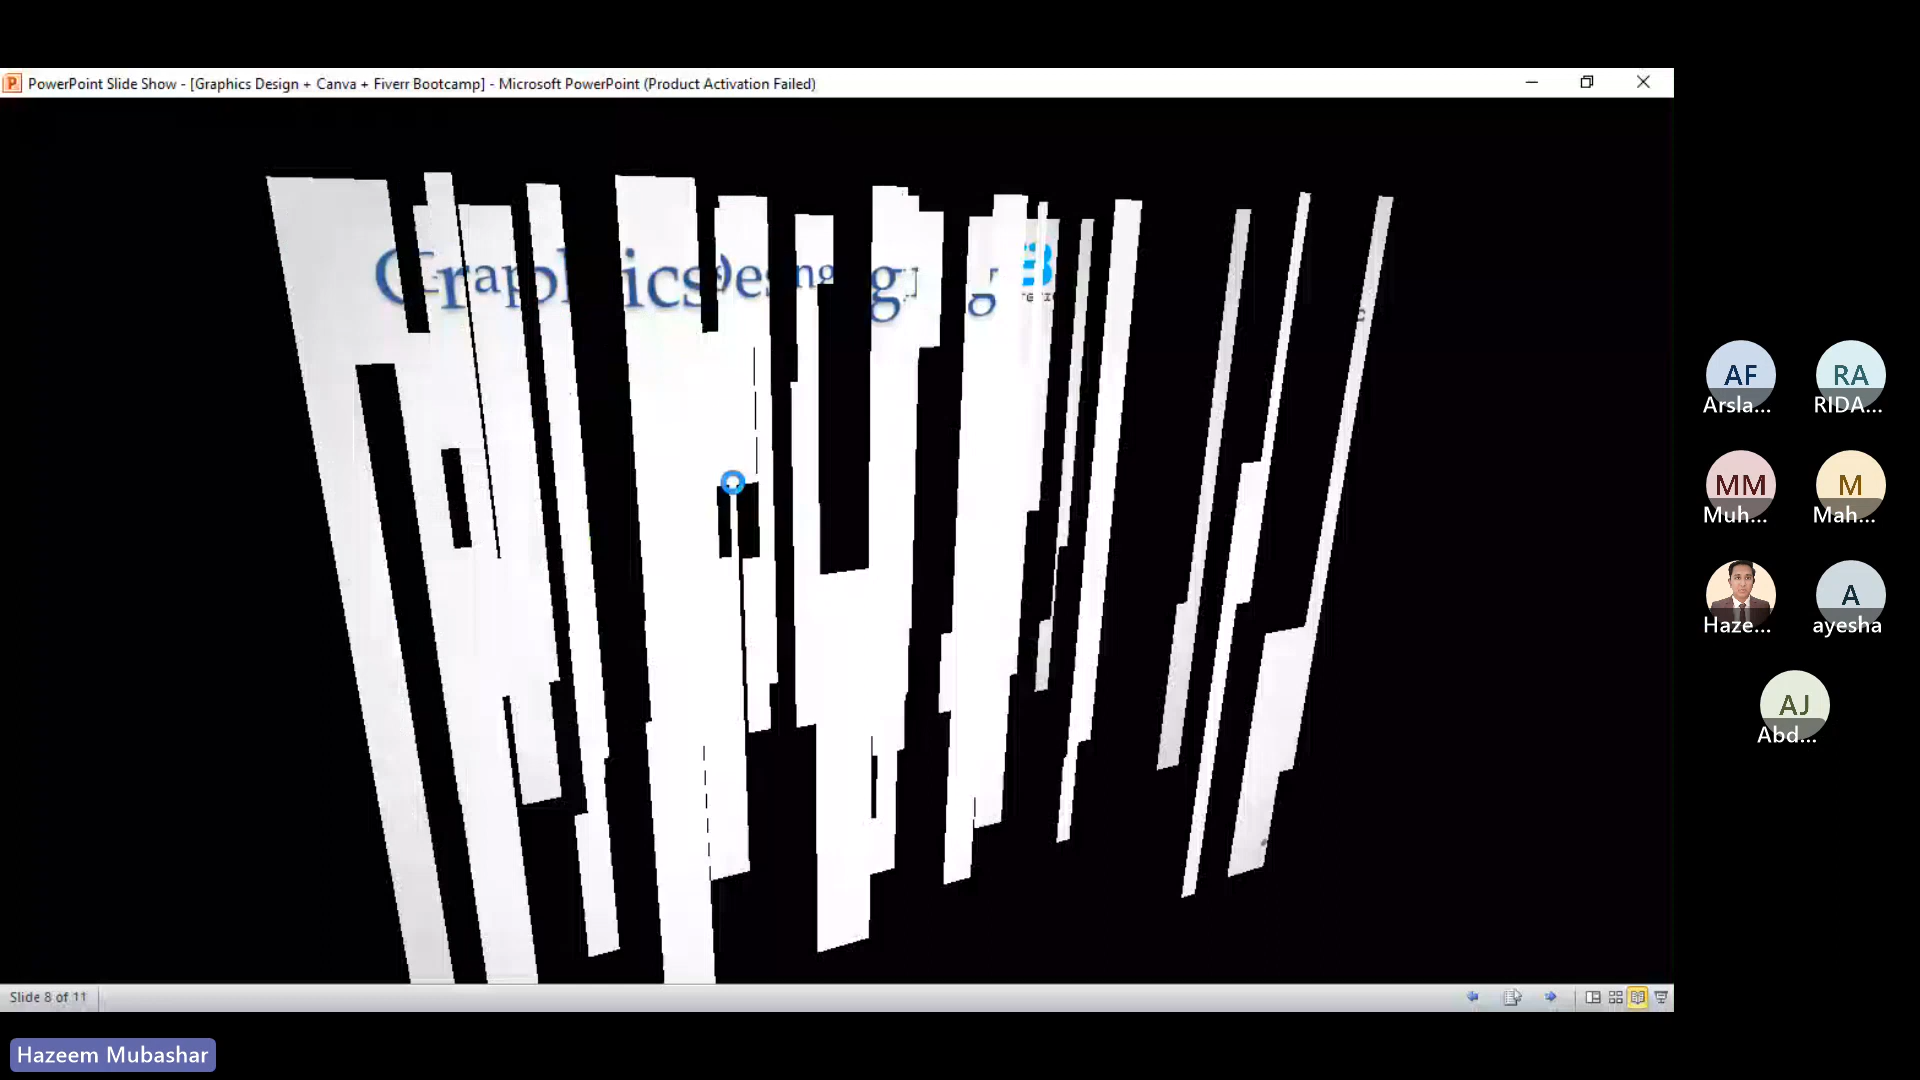 PowerPoint Slide Show - [Graphics Design + Canva + Fiverr Bootcamp] - Microsoft PowerPoint (Product Activation Failed)
AF
Arsla...
RA
RIDA...
MM
Muh...
M
Mah...
Haze...
A
ayesha
AJ
Abd...
Slide 8 of 11
Hazeem Mubashar